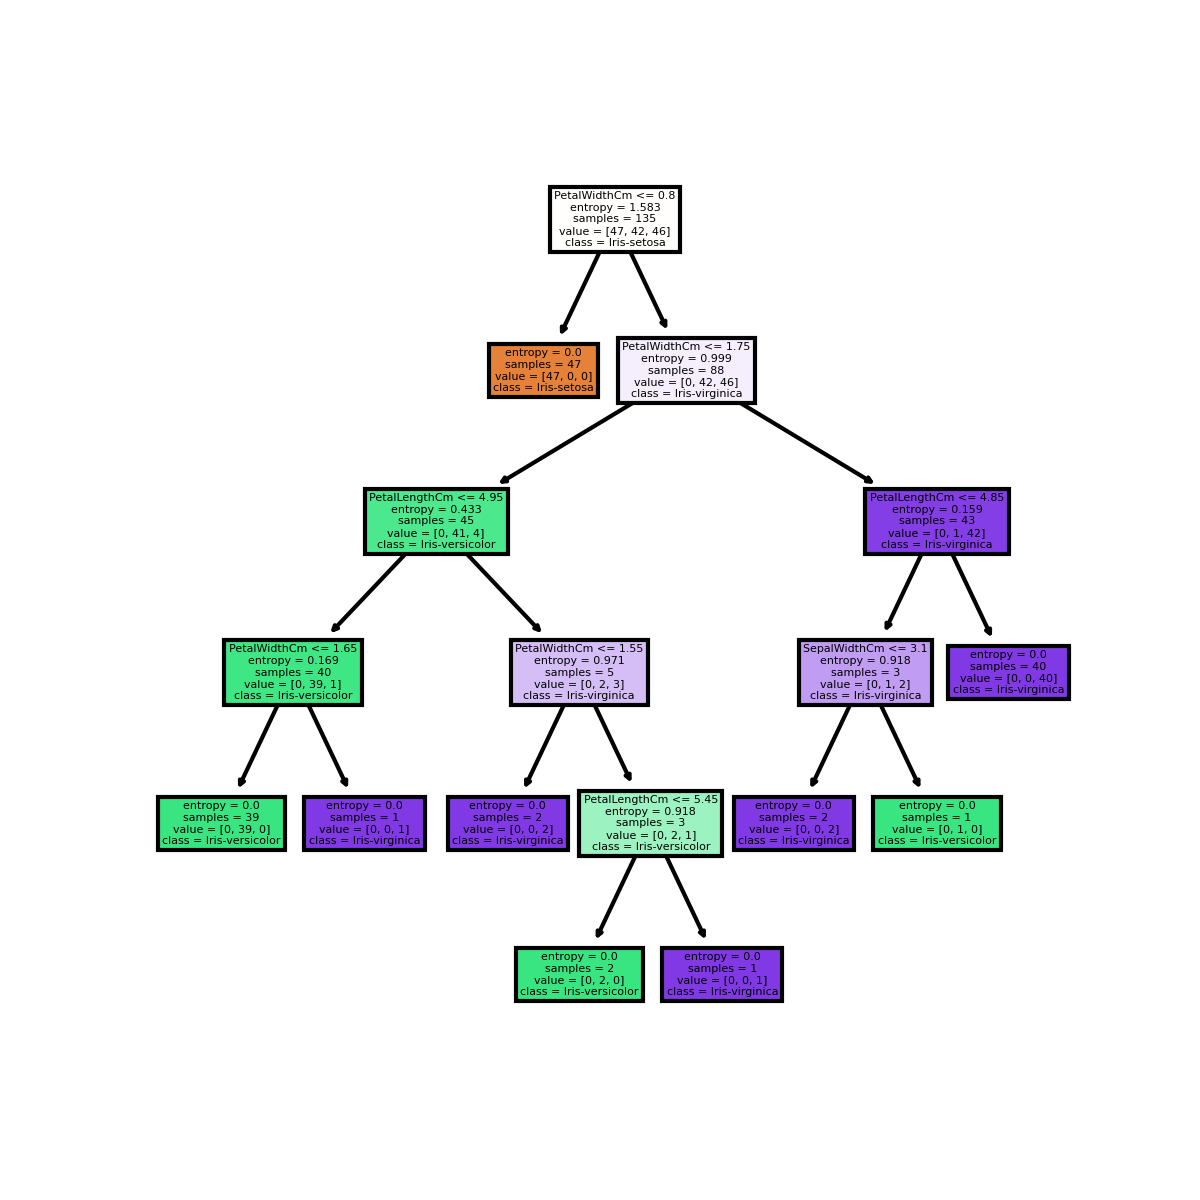 PetalWidthCm <= 0.8
entropy = 1.583
samples = 135
value = [47, 42, 46]
class = Iris-setosa
entropy = 0.0
samples = 47
value = [47, 0, 0]
class = Iris-setosa
PetalWidthCm <= 1.75
entropy = 0.999
samples = 88
value = [0, 42, 46]
class = Iris-virginica
PetalLengthCm <= 4.95
entropy = 0.433
samples = 45
value = [0, 41, 4]
class = Iris-versicolor
PetalLengthCm <= 4.85
entropy = 0.159
samples = 43
value = [0, 1, 42]
class = Iris-virginica
PetalWidthCm <= 1.65
entropy = 0.169
samples = 40
value = [0, 39, 1]
class = Iris-versicolor
PetalWidthCm <= 1.55
entropy = 0.971
samples = 5
value = [0, 2, 3]
class = Iris-virginica
SepalWidthCm <= 3.1
entropy = 0.918
samples = 3
value = [0, 1, 2]
class = Iris-virginica
entropy = 0.0
samples = 40
value = [0, 0, 40]
class = Iris-virginica
entropy = 0.0
samples = 39
value = [0, 39, 0]
class = Iris-versicolor
entropy = 0.0
samples = 1
value = [0, 0, 1]
class = Iris-virginica
entropy = 0.0
samples = 2
value = [0, 0, 2]
class = Iris-virginica
PetalLengthCm <= 5.45
entropy = 0.918
samples = 3
value = [0, 2, 1]
class = Iris-versicolor
entropy = 0.0
samples = 2
value = [0, 0, 2]
class = Iris-virginica
entropy = 0.0
samples = 1
value = [0, 1, 0]
class = Iris-versicolor
entropy = 0.0
samples = 2
value = [0, 2, 0]
class = Iris-versicolor
entropy = 0.0
samples = 1
value = [0, 0, 1]
class = Iris-virginica